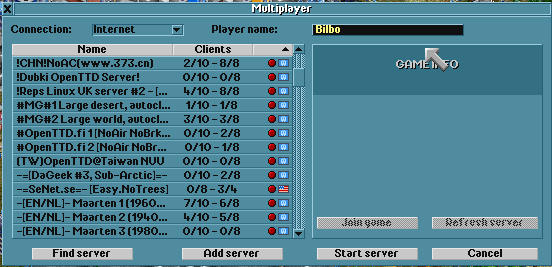 Multiplayer
Connection: Internet Player name: Bilbo
Name Clients
!CHN!NoAC(www.373.cn) 2/10 - 8/8
!Dubki OpenTTD Server! 0/10 - 0/8
!Reps Linux UK server #2 - [... 4/10 - 8/8
#MG#1 Large desert, autocl... 1/10 - 1/8
#MG#2 Large world, autocl... 3/10 - 3/8
#OpenTTD.fi 1 [NoAir NoBrk... 0/10 - 2/8
#OpenTTD.fi 2 [NoAir NoBrk... 0/10 - 1/8
(TW)OpenTTD@Taiwan NUU 0/10 - 0/8
-=[DaGeek #3, Sub-Arctic]=- 0/10 - 0/8
-=SeNet.se=- [Easy,NoTrees] 0/8 - 3/4
-[EN/NL]- Maarten 1 (1960... 7/10 - 6/8
-[EN/NL]- Maarten 2 (1940... 4/10 - 5/8
-[EN/NL]- Maarten 3 (1980... 0/10 - 0/8
GAME INFO
Join game Refresh server
Find server Add server Start server Cancel